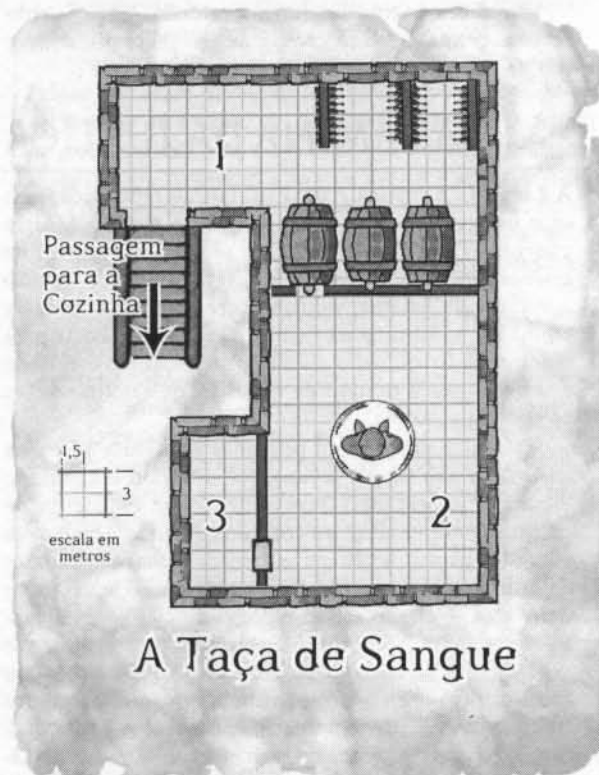 1
Passagem
para a
Cozinha
1,5
3
escala em
metros
3
2
A Taça de Sangue